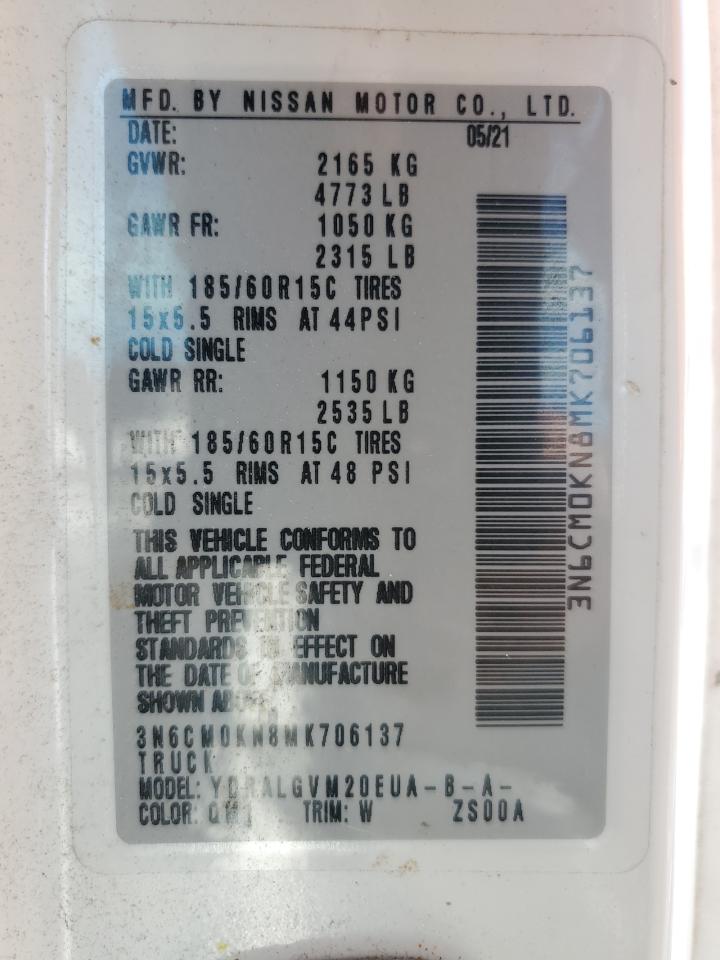 MFD. BY NISSAN MOTOR CO., LTD.
DATE: 05/21
GVWR: 2165 KG
4773 LB
GAWR FR: 1050 KG
2315 LB
WITH 185/60R15C TIRES
15x5.5 RIMS AT 44PSI
COLD SINGLE
GAWR RR: 1150 KG
2535 LB
WITH 185/60R15C TIRES
15x5.5 RIMS AT 48 PSI
COLD SINGLE
THIS VEHICLE CONFORMS TO
ALL APPLICABLE FEDERAL
MOTOR VEHICLE SAFETY AND
THEFT PREVENTION
STANDARDS IN EFFECT ON
THE DATE OF MANUFACTURE
SHOWN ABOVE.
3N6CM0KN8MK706137
TRUCK
MODEL: -B-A-
COLOR: TRIM: W ZS00A
3N6CM0KN8MK706137